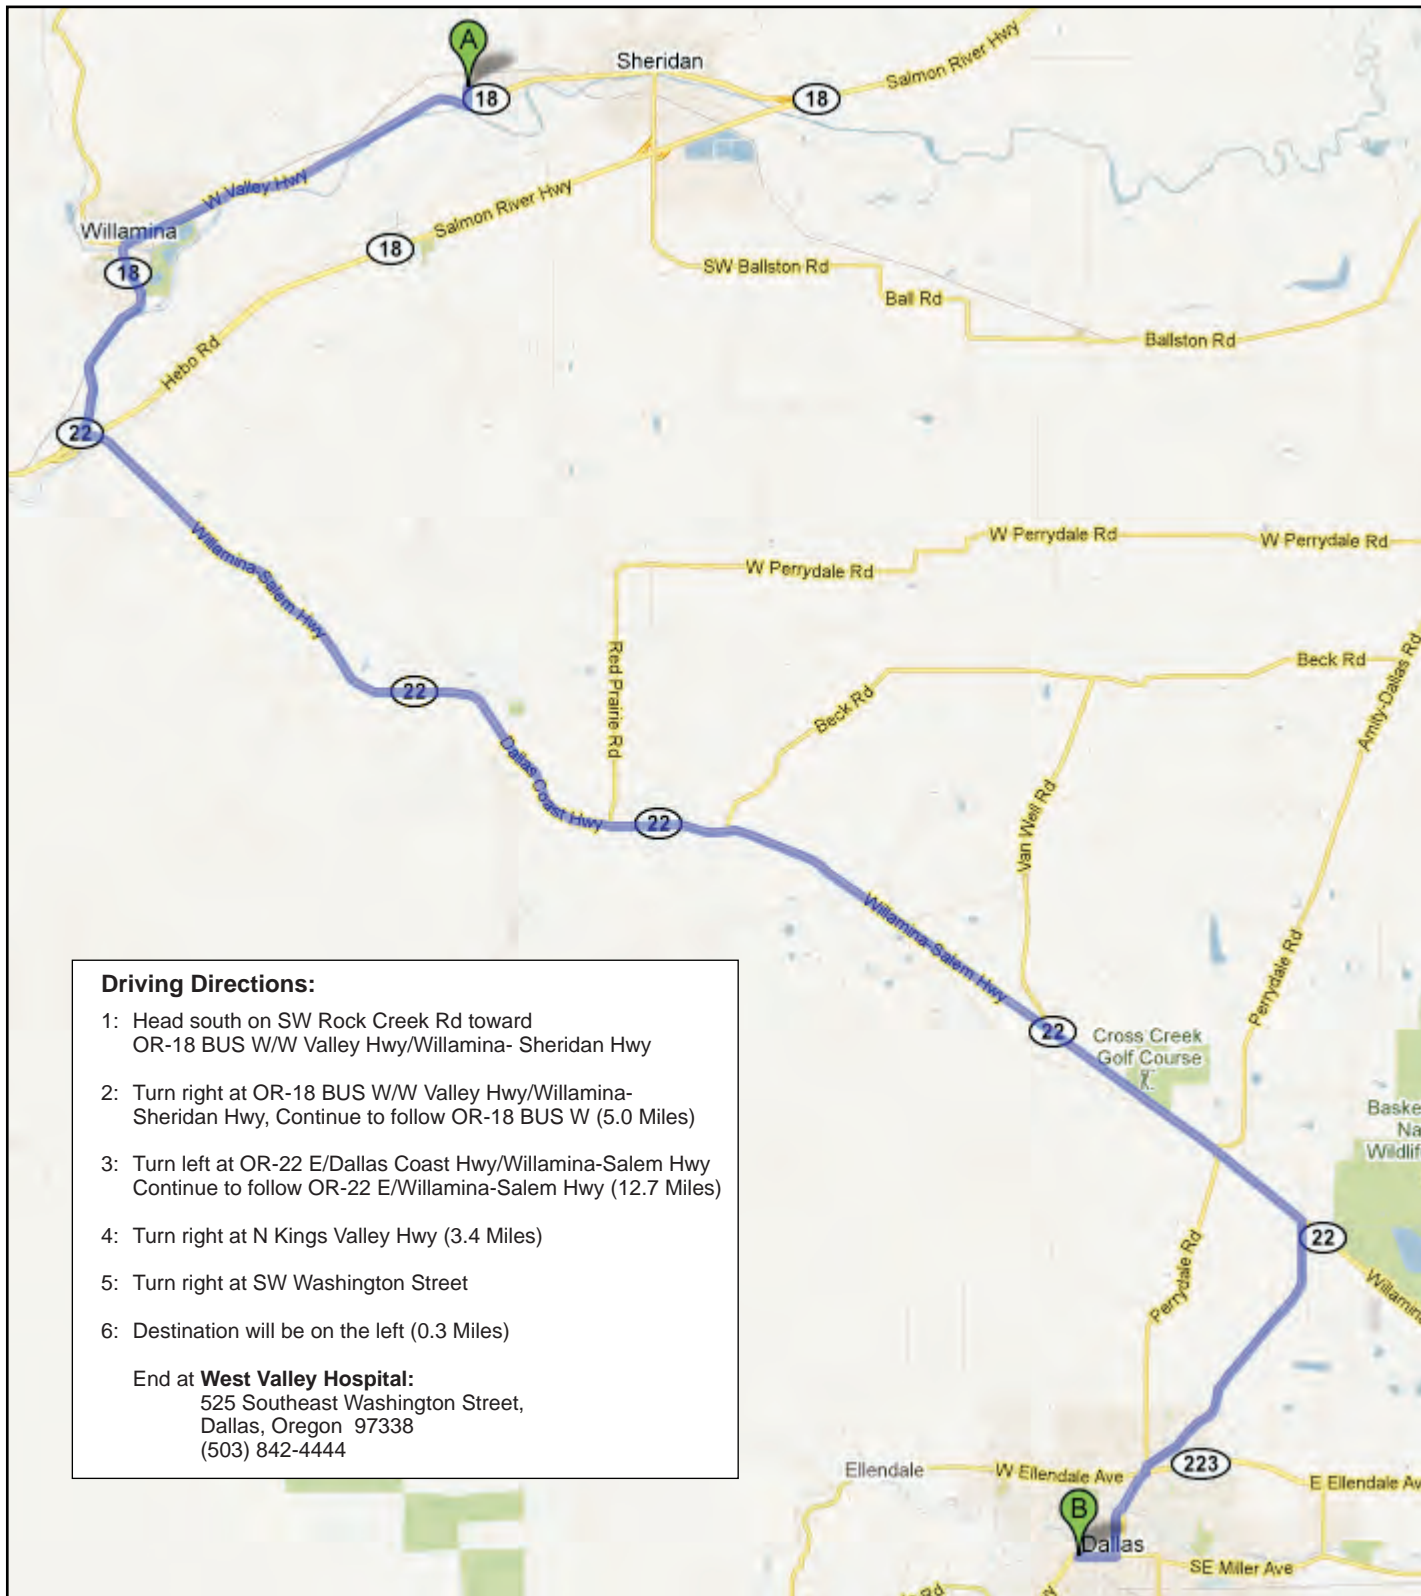 A
Sheridan
Salmon River Hwy
18
18
W Valley Hwy
Salmon River Hwy
Willamina
18
18
SW Ballston Rd
Ball Rd
Ballston Rd
Hebo Rd
22
Willamina-Salem Hwy
W Perrydale Rd
W Perrydale Rd
W Perrydale Rd
Red Prairie Rd
Beck Rd
Beck Rd
Amity-Dallas Rd
22
Dallas Coast Hwy
22
Van Well Rd
Willamina-Salem Hwy
Perrydale Rd
22
Cross Creek
Golf Course
Baske
Na
Wildlif
Driving Directions:
1: Head south on SW Rock Creek Rd toward
OR-18 BUS W/W Valley Hwy/Willamina- Sheridan Hwy
2: Turn right at OR-18 BUS W/W Valley Hwy/Willamina-
Sheridan Hwy, Continue to follow OR-18 BUS W (5.0 Miles)
3: Turn left at OR-22 E/Dallas Coast Hwy/Willamina-Salem Hwy
Continue to follow OR-22 E/Willamina-Salem Hwy (12.7 Miles)
4: Turn right at N Kings Valley Hwy (3.4 Miles)
5: Turn right at SW Washington Street
6: Destination will be on the left (0.3 Miles)
End at West Valley Hospital:
525 Southeast Washington Street,
Dallas, Oregon 97338
(503) 842-4444
22
Perrydale Rd
Willamina
Ellendale
W Ellendale Ave
223
E Ellendale Av
B
Dallas
SE Miller Ave
Rd